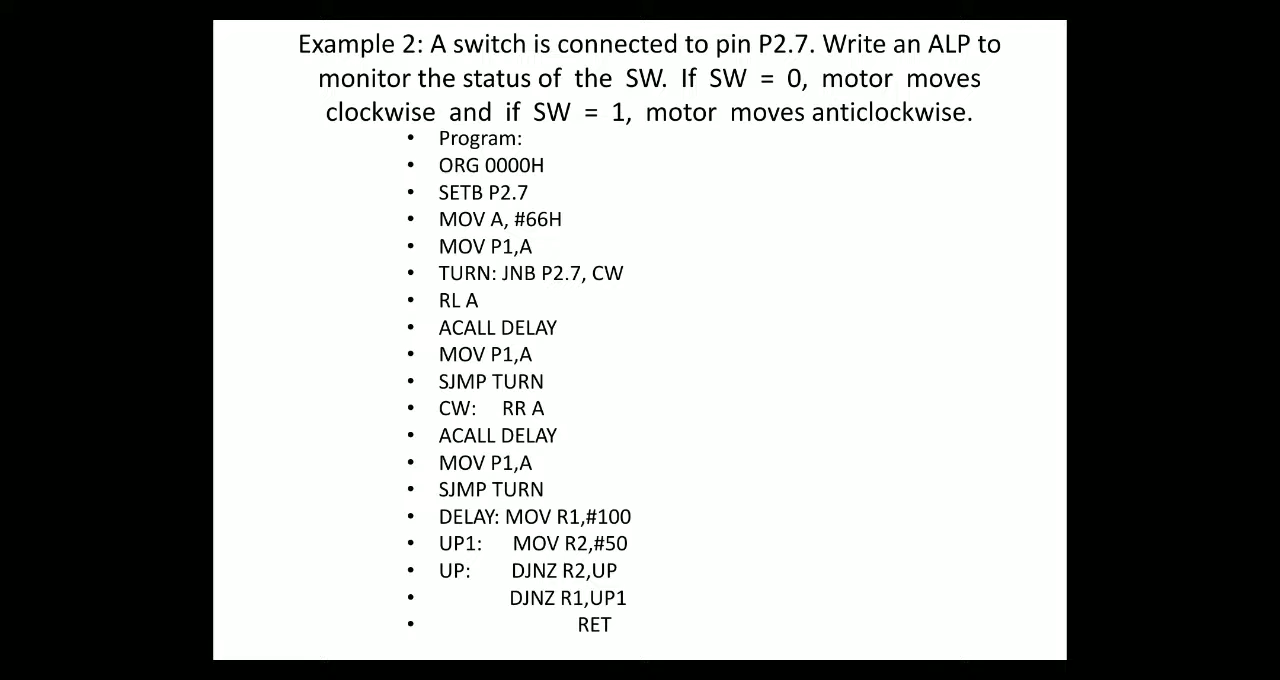 Example 2: A switch is connected to pin P2.7. Write an ALP to
monitor the status of the SW. If SW = 0, motor moves
clockwise and if SW = 1, motor moves anticlockwise.
• Program:
• ORG 0000H
• SETB P2.7
• MOV A, #66H
• MOV P1,A
• TURN: JNB P2.7, CW
• RL A
• ACALL DELAY
• MOV P1,A
• SJMP TURN
• CW: RR A
• ACALL DELAY
• MOV P1,A
• SJMP TURN
• DELAY: MOV R1,#100
• UP1: MOV R2,#50
• UP: DJNZ R2,UP
• DJNZ R1,UP1
• RET